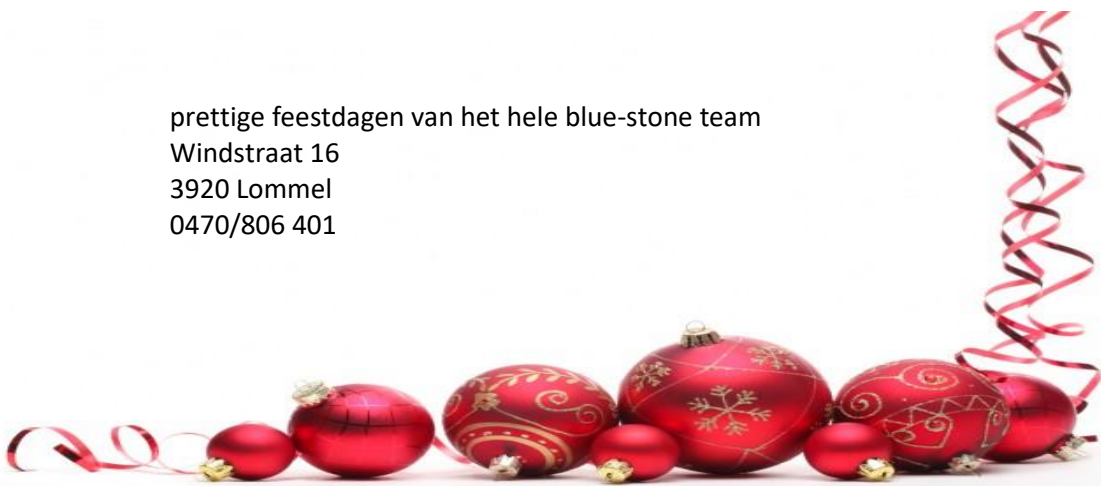 prettige feestdagen van het hele blue-stone team
Windstraat 16
3920 Lommel
0470/806 401